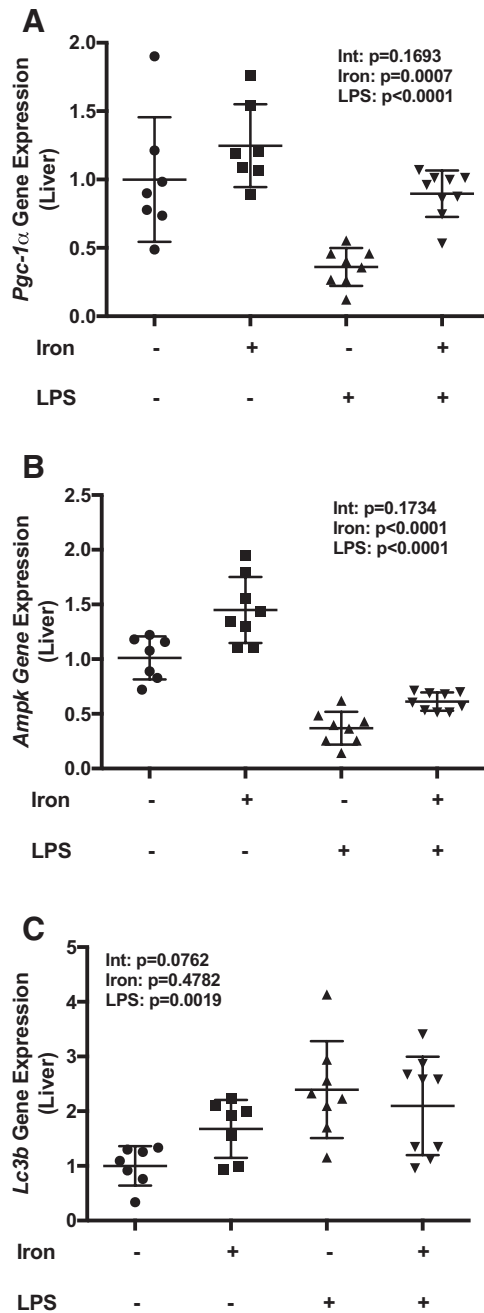 A
Pgc-1α Gene Expression
(Liver)
2.0
1.5
1.0
0.5
0.0
Int: p=0.1693
Iron: p=0.0007
LPS: p<0.0001
Iron - + - +
LPS - - + +
B
Ampk Gene Expression
(Liver)
2.5
2.0
1.5
1.0
0.5
0.0
Int: p=0.1734
Iron: p<0.0001
LPS: p<0.0001
Iron - + - +
LPS - - + +
C
Lc3b Gene Expression
(Liver)
5
4
3
2
1
0
Int: p=0.0762
Iron: p=0.4782
LPS: p=0.0019
Iron - + - +
LPS - - + +